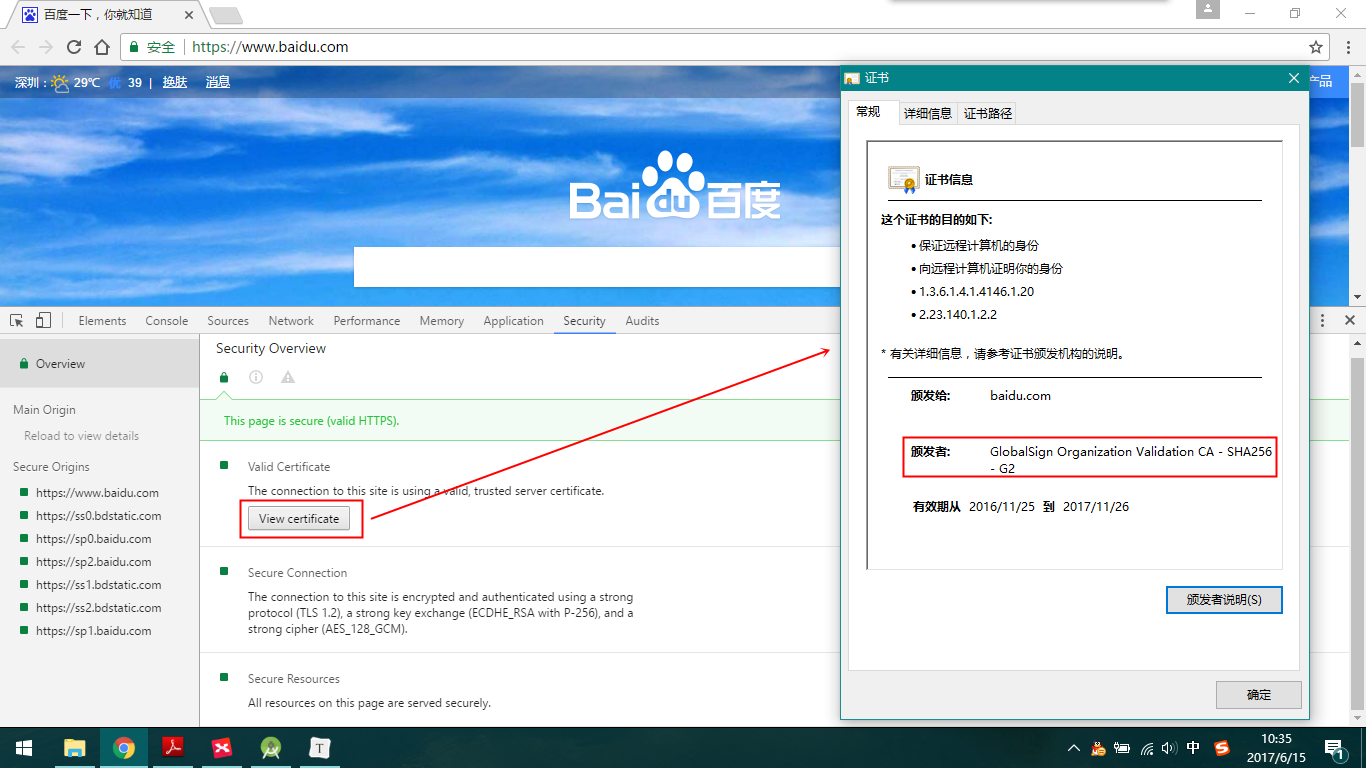 百度一下，你就知道
安全 https://www.baidu.com
深圳： 29℃ 优 39 | 换肤 消息
产品
Bai du 百度
Elements Console Sources Network Performance Memory Application Security Audits
Overview
Main Origin
Reload to view details
Secure Origins
https://www.baidu.com
https://ss0.bdstatic.com
https://sp0.baidu.com
https://sp2.baidu.com
https://ss1.bdstatic.com
https://ss2.bdstatic.com
https://sp1.baidu.com
Security Overview
This page is secure (valid HTTPS).
Valid Certificate
The connection to this site is using a valid, trusted server certificate.
View certificate
Secure Connection
The connection to this site is encrypted and authenticated using a strong
protocol (TLS 1.2), a strong key exchange (ECDHE_RSA with P-256), and a
strong cipher (AES_128_GCM).
Secure Resources
All resources on this page are served securely.
证书
常规 详细信息 证书路径
证书信息
这个证书的目的如下:
• 保证远程计算机的身份
• 向远程计算机证明你的身份
• 1.3.6.1.4.1.4146.1.20
• 2.23.140.1.2.2
* 有关详细信息，请参考证书颁发机构的说明。
颁发给: baidu.com
颁发者: GlobalSign Organization Validation CA - SHA256
- G2
有效期从 2016/11/25 到 2017/11/26
颁发者说明(S)
确定
T
中
S
10:35
2017/6/15
1